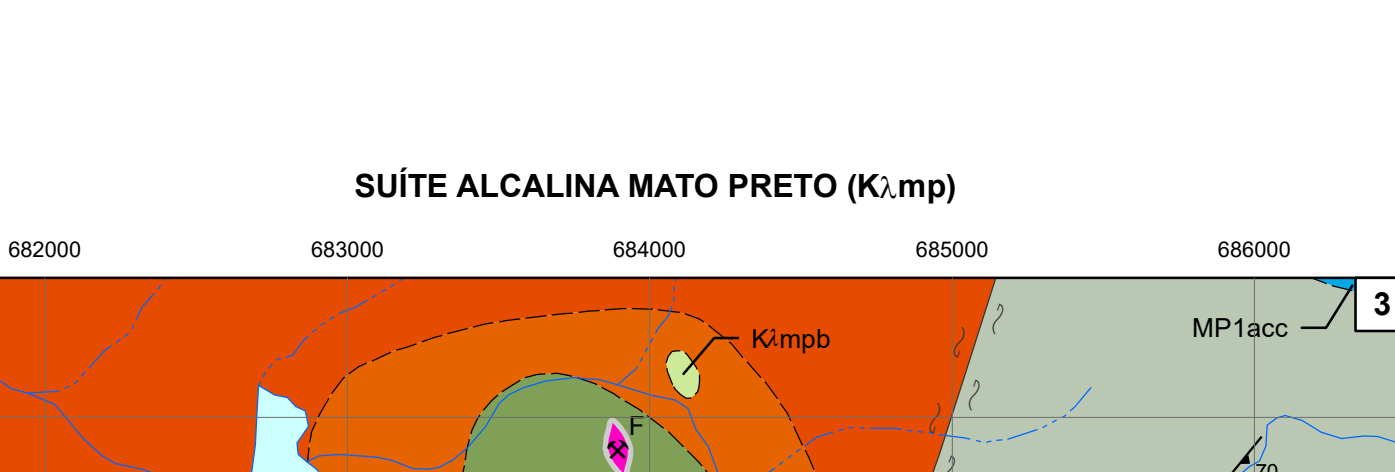 SUÍTE ALCALINA MATO PRETO (Kλmp)
682000 683000 684000 685000 686000
3
MP1acc
Kλmpb
F
70